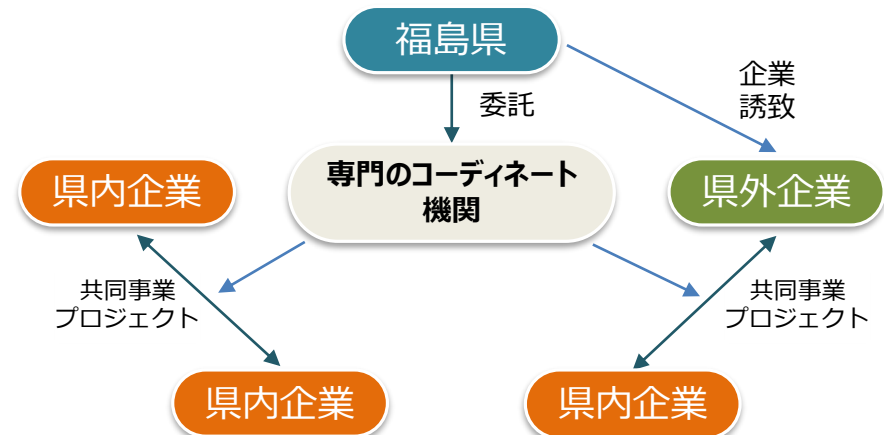 福島県
委託
企業
誘致
専門のコーディネート
機関
県内企業
県外企業
共同事業
プロジェクト
共同事業
プロジェクト
県内企業
県内企業